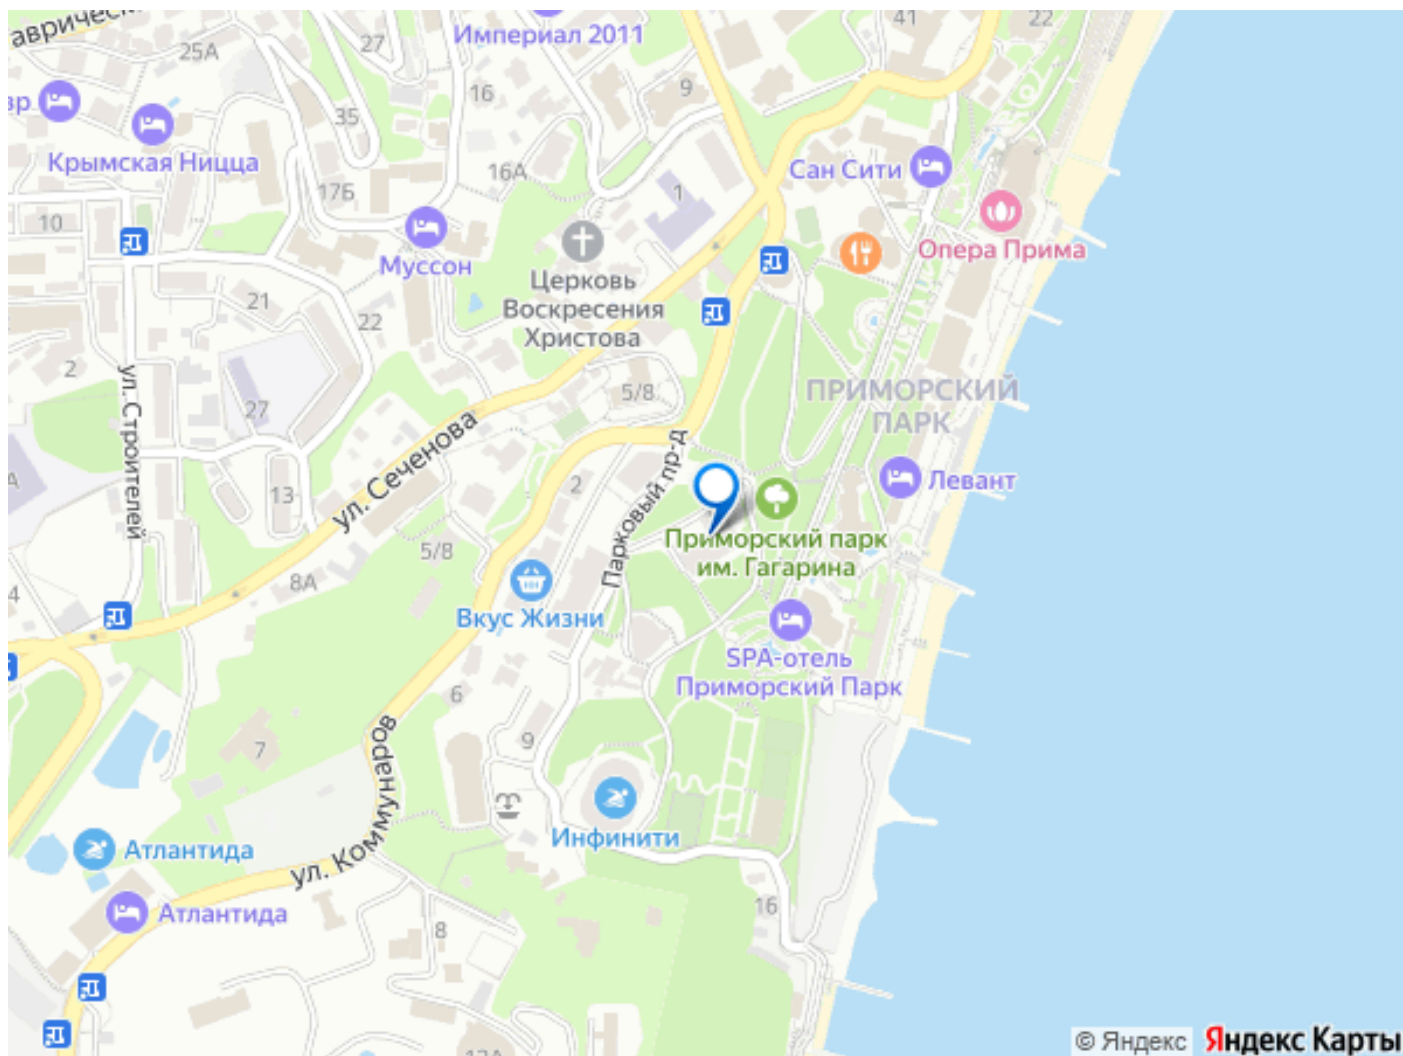 аврическ
25А
27
Империал 2011
41
22
вр
Крымская Ницца
35
16
9
17Б
16А
1
Сан Сити
10
Муссон
Церковь
Воскресения
Христова
Опера Прима
21
22
2
ул. Строителей
27
5/8
ПРИМОРСКИЙ
ПАРК
ул. Сеченова
13
2
Парковый пр-д
Левант
Приморский парк
им. Гагарина
5/8
8А
4
Вкус Жизни
SPA-отель
Приморский Парк
6
7
9
ул. Коммунаров
Инфинити
Атлантида
Атлантида
8
16
© Яндекс Яндекс Карты